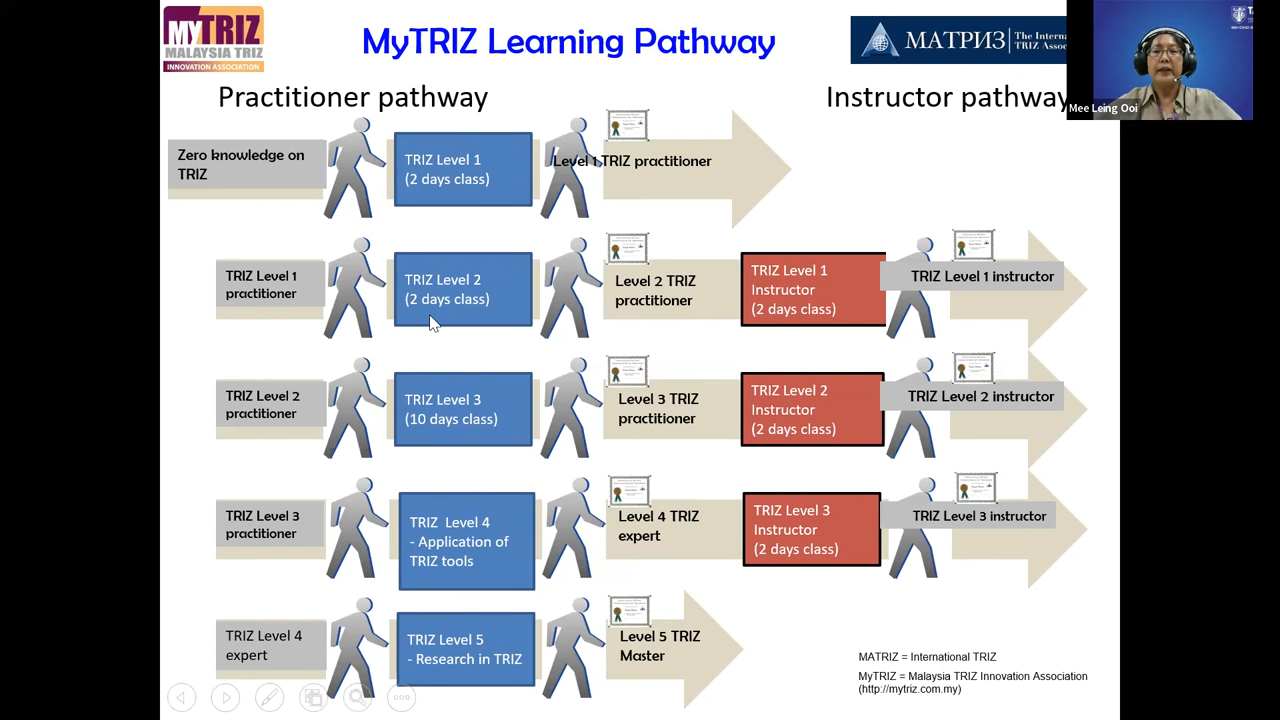 MyTRIZ
MALAYSIA TRIZ
INNOVATION ASSOCIATION
MyTRIZ Learning Pathway
МАТРИЗ
The Interna
TRIZ Assoc
Mee Leing Ooi
Practitioner pathway
Instructor pathway
Zero knowledge on
TRIZ
TRIZ Level 1
(2 days class)
Level 1 TRIZ practitioner
TRIZ Level 1
practitioner
TRIZ Level 2
(2 days class)
Level 2 TRIZ
practitioner
TRIZ Level 1
Instructor
(2 days class)
TRIZ Level 1 instructor
TRIZ Level 2
practitioner
TRIZ Level 3
(10 days class)
Level 3 TRIZ
practitioner
TRIZ Level 2
Instructor
(2 days class)
TRIZ Level 2 instructor
TRIZ Level 3
practitioner
TRIZ Level 4
- Application of
TRIZ tools
Level 4 TRIZ
expert
TRIZ Level 3
Instructor
(2 days class)
TRIZ Level 3 instructor
TRIZ Level 4
expert
TRIZ Level 5
- Research in TRIZ
Level 5 TRIZ
Master
MATRIZ = International TRIZ
MyTRIZ = Malaysia TRIZ Innovation Association
(http://mytriz.com.my)